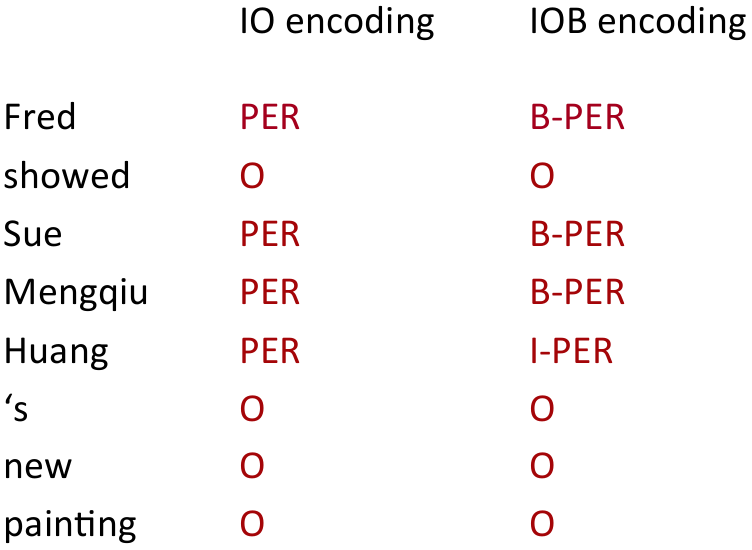 IO encoding IOB encoding
Fred PER B-PER
showed O O
Sue PER B-PER
Mengqiu PER B-PER
Huang PER I-PER
‘s O O
new O O
painting O O